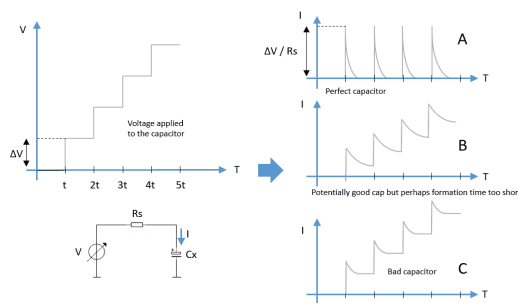 V
Voltage applied
to the capacitor
ΔV
T
t 2t 3t 4t 5t
Rs
I
V
Cx
I
A
ΔV / Rs
T
Perfect capacitor
I
B
T
Potentially good cap but perhaps formation time too shor
I
Bad capacitor
C
T